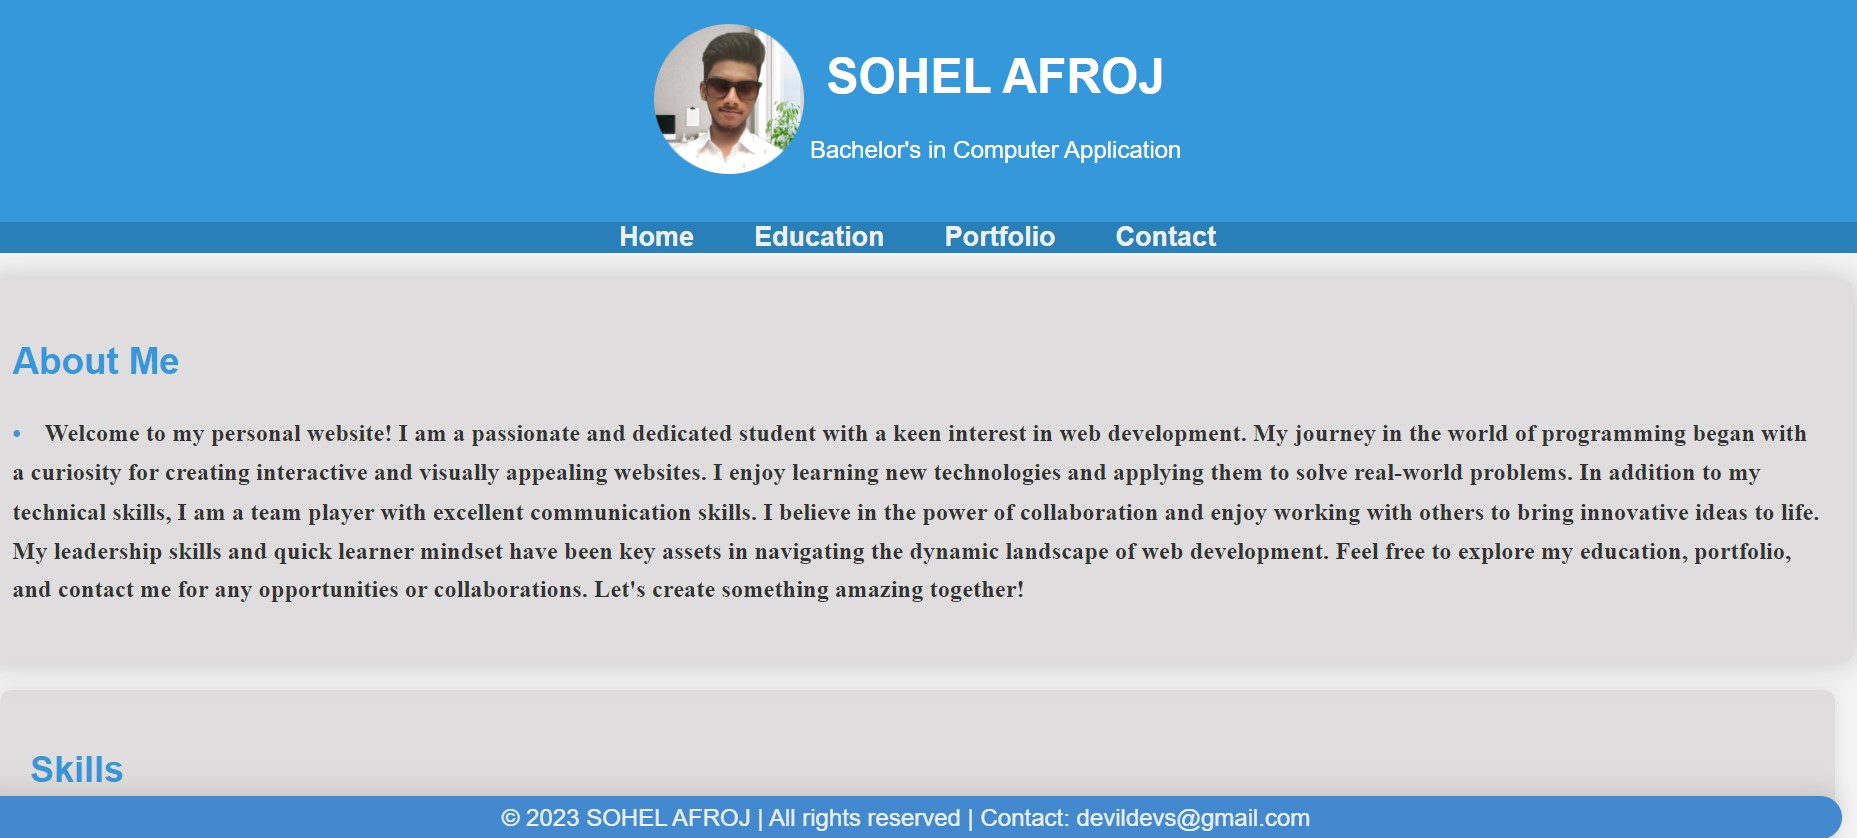 SOHEL AFROJ
Bachelor's in Computer Application
Home Education Portfolio Contact
About Me
• Welcome to my personal website! I am a passionate and dedicated student with a keen interest in web development. My journey in the world of programming began with
a curiosity for creating interactive and visually appealing websites. I enjoy learning new technologies and applying them to solve real-world problems. In addition to my
technical skills, I am a team player with excellent communication skills. I believe in the power of collaboration and enjoy working with others to bring innovative ideas to life.
My leadership skills and quick learner mindset have been key assets in navigating the dynamic landscape of web development. Feel free to explore my education, portfolio,
and contact me for any opportunities or collaborations. Let's create something amazing together!
Skills
© 2023 SOHEL AFROJ | All rights reserved | Contact: devildevs@gmail.com